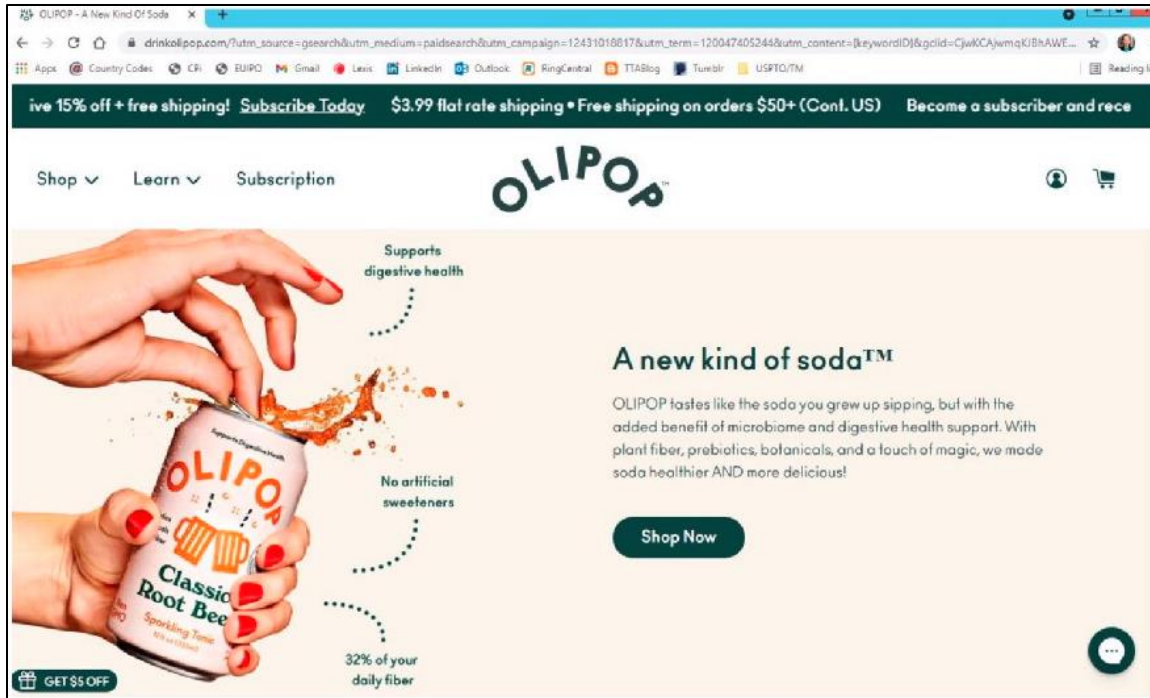 OLIPOP - A New Kind Of Soda
drinkolipop.com/?utm_source=gsearch&utm_medium=paidsearch&utm_campaign=12431018817&utm_term=120047405244&utm_content=[keywordID]&gclid=CjwKCAjwmqKJBhAWE...
Apps Country Codes CPi EUIPO Gmail Lexis LinkedIn Outlook RingCentral TTABlog Tumblr USPTO/TM Reading li
ive 15% off + free shipping! Subscribe Today $3.99 flat rate shipping • Free shipping on orders $50+ (Cont. US) Become a subscriber and rece
Shop Learn Subscription
OLIPOP™
Supports
digestive health
A new kind of soda™
OLIPOP tastes like the soda you grew up sipping, but with the
added benefit of microbiome and digestive health support. With
plant fiber, prebiotics, botanicals, and a touch of magic, we made
soda healthier AND more delicious!
Shop Now
No artificial
sweeteners
32% of your
daily fiber
Supports Digestive Health
OLIPOP
Classic
Root Bee
Sparkling Tonic
GET $5 OFF